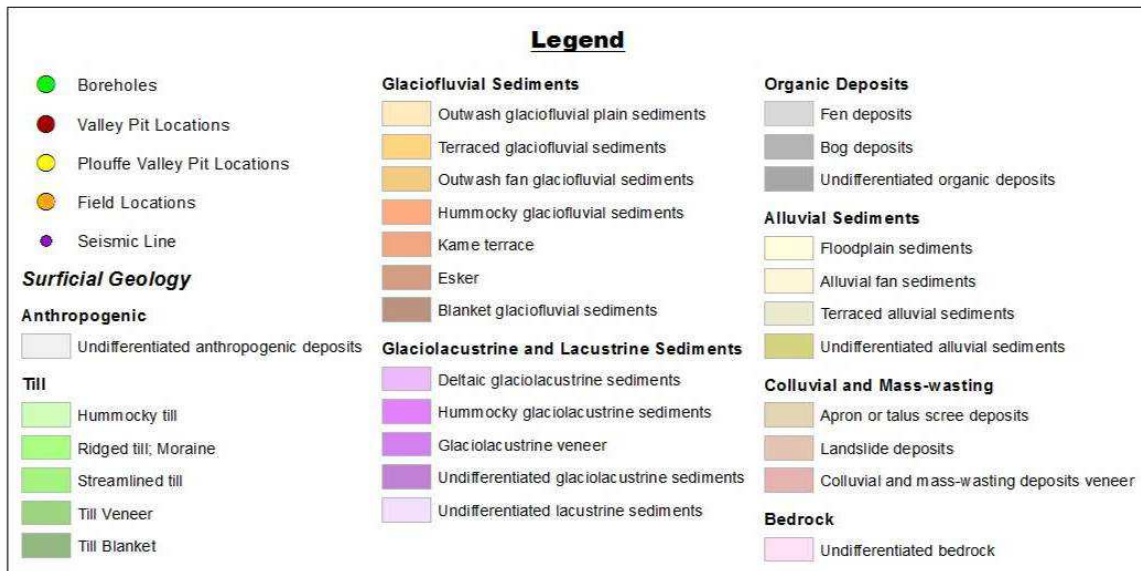 Legend
Boreholes
Valley Pit Locations
Plouffe Valley Pit Locations
Field Locations
Seismic Line
Surficial Geology
Anthropogenic
Undifferentiated anthropogenic deposits
Till
Hummocky till
Ridged till; Moraine
Streamlined till
Till Veneer
Till Blanket
Glaciofluvial Sediments
Outwash glaciofluvial plain sediments
Terraced glaciofluvial sediments
Outwash fan glaciofluvial sediments
Hummocky glaciofluvial sediments
Kame terrace
Esker
Blanket glaciofluvial sediments
Glaciolacustrine and Lacustrine Sediments
Deltaic glaciolacustrine sediments
Hummocky glaciolacustrine sediments
Glaciolacustrine veneer
Undifferentiated glaciolacustrine sediments
Undifferentiated lacustrine sediments
Organic Deposits
Fen deposits
Bog deposits
Undifferentiated organic deposits
Alluvial Sediments
Floodplain sediments
Alluvial fan sediments
Terraced alluvial sediments
Undifferentiated alluvial sediments
Colluvial and Mass-wasting
Apron or talus scree deposits
Landslide deposits
Colluvial and mass-wasting deposits veneer
Bedrock
Undifferentiated bedrock